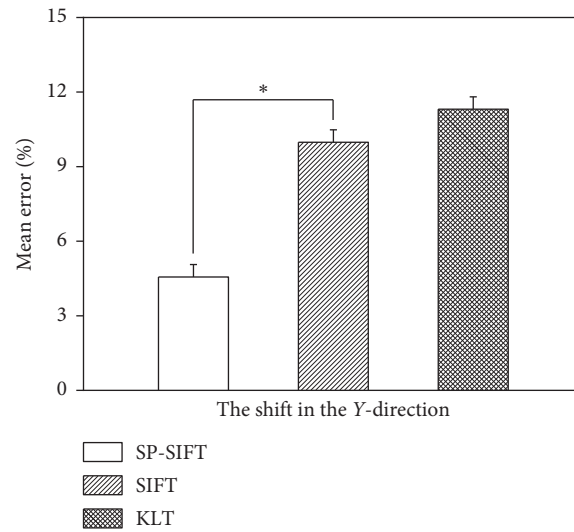 15
12
9
6
3
0
Mean error (%)
*
The shift in the Y-direction
SP-SIFT
SIFT
KLT